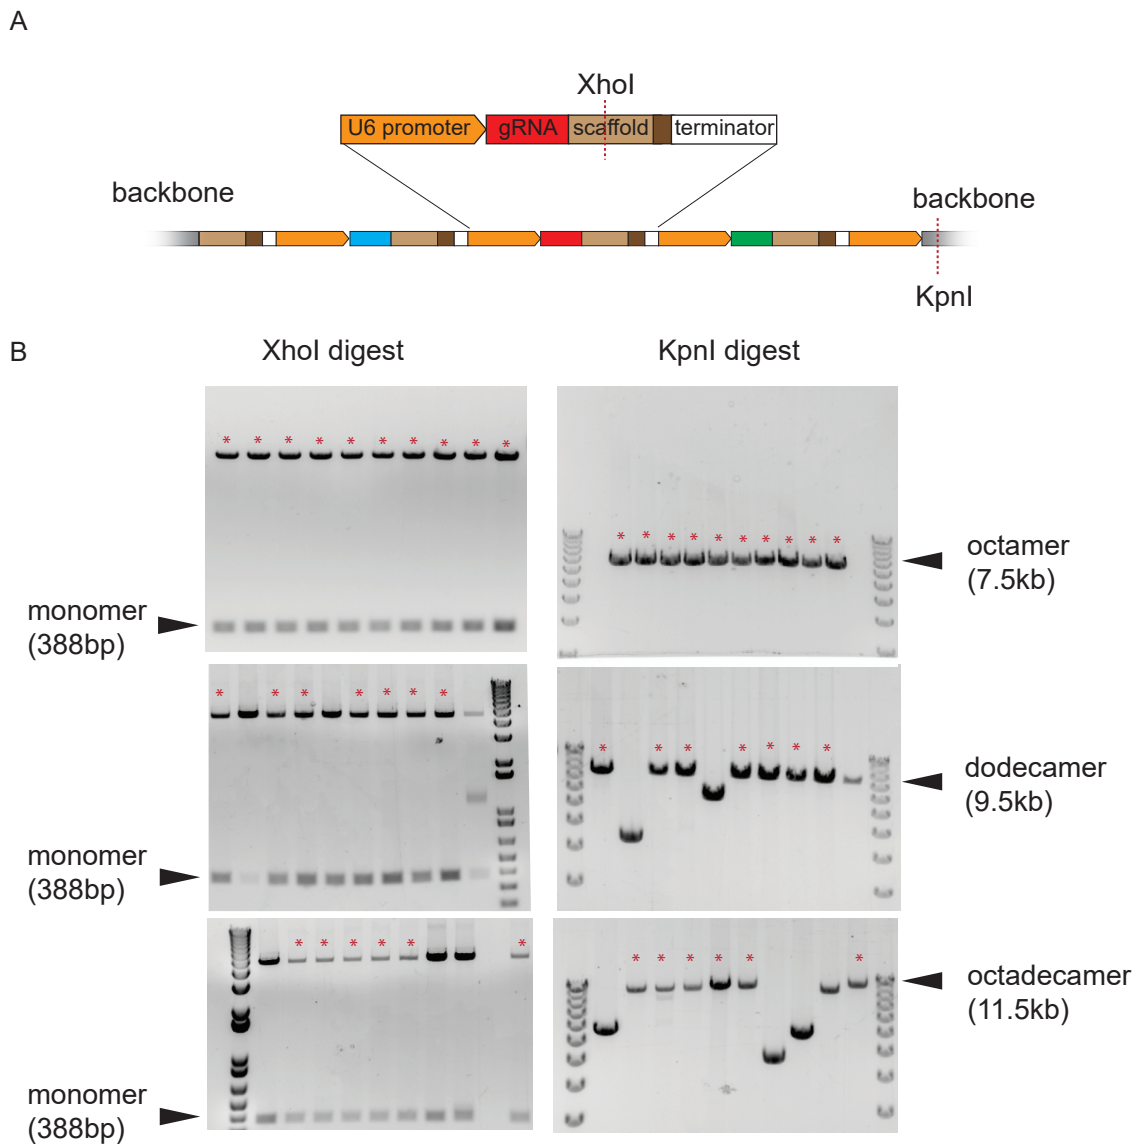 A
XhoI
U6 promoter gRNA scaffold terminator
backbone
backbone
KpnI
B
XhoI digest
KpnI digest
* * * * * * * * * *
* * * * * * * * * *
monomer
(388bp)
octamer
(7.5kb)
* * * * * * *
* * * * * * *
monomer
(388bp)
dodecamer
(9.5kb)
* * * * * *
* * * * * *
monomer
(388bp)
octadecamer
(11.5kb)